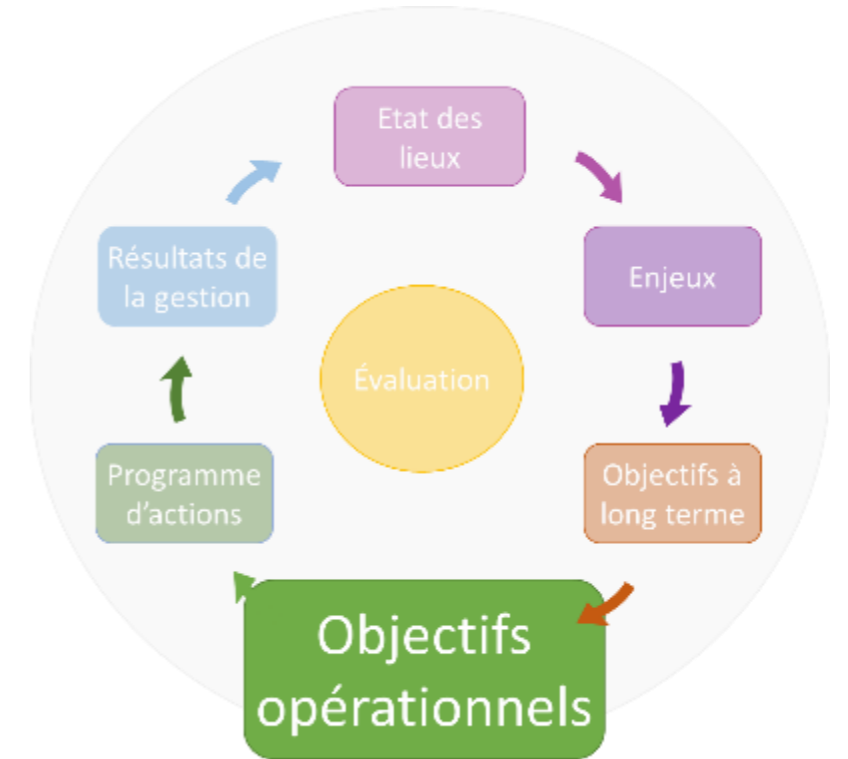 Etat des
lieux
Enjeux
Objectifs à
long terme
Objectifs
opérationnels
Programme
d’actions
Résultats de
la gestion
Évaluation